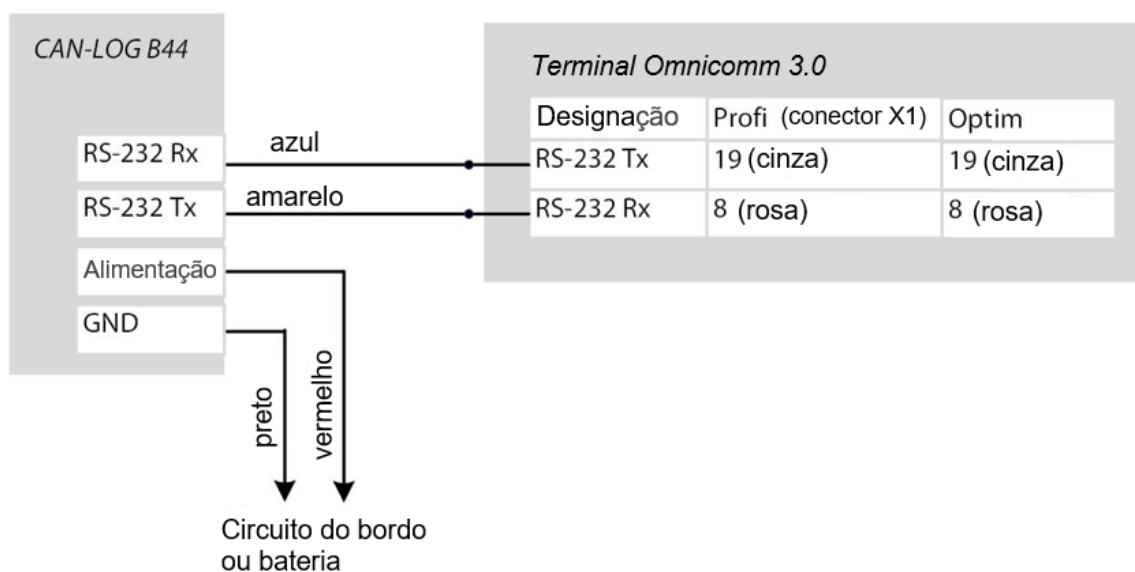 CAN-LOG B44
RS-232 Rx
RS-232 Tx
Alimentação
GND
azul
amarelo
preto
vermelho
Circuito do bordo
ou bateria
Terminal Omnicomm 3.0
Designação Profi (conector X1) Optim
RS-232 Tx 19 (cinza) 19 (cinza)
RS-232 Rx 8 (rosa) 8 (rosa)